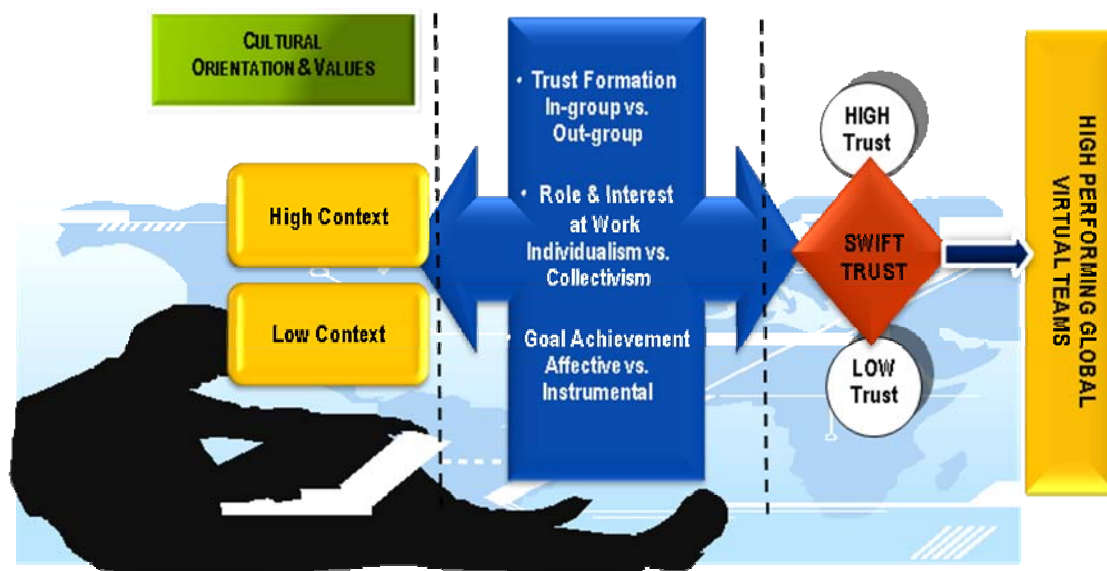 CULTURAL
ORIENTATION & VALUES
High Context
Low Context
• Trust Formation
In-group vs.
Out-group
• Role & Interest
at Work
Individualism vs.
Collectivism
• Goal Achievement
Affective vs.
Instrumental
HIGH
Trust
SWIFT
TRUST
LOW
Trust
HIGH PERFORMING GLOBAL
VIRTUAL TEAMS